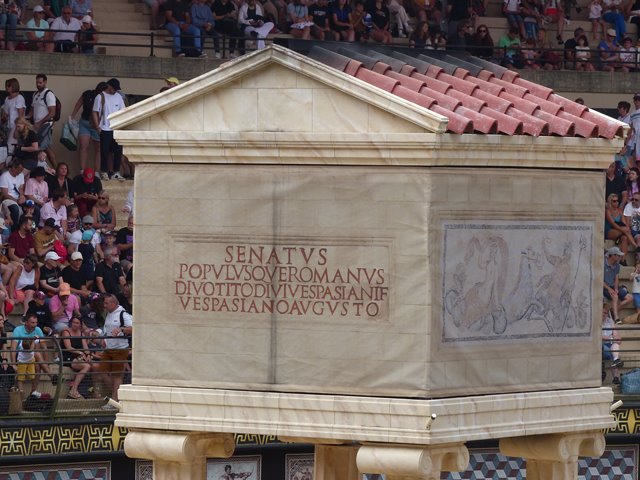 SENATVS
POPVLVSQVEROMANVS
DIVOTITODIVIVESPASIANIF
VESPASIANOAVGVSTO